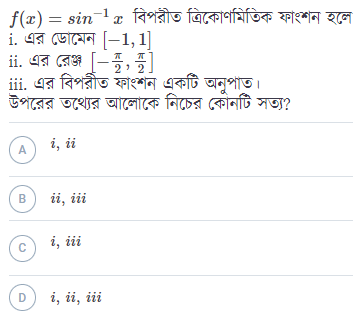 f(x) = sin⁻¹ x বিপরীত ত্রিকোণমিতিক ফাংশন হলে
i. এর ডোমেন [−1, 1]
ii. এর রেঞ্জ [−π/2, π/2]
iii. এর বিপরীত ফাংশন একটি অনুপাত।
উপরের তথ্যের আলোকে নিচের কোনটি সত্য?
A i, ii
B ii, iii
C i, iii
D i, ii, iii